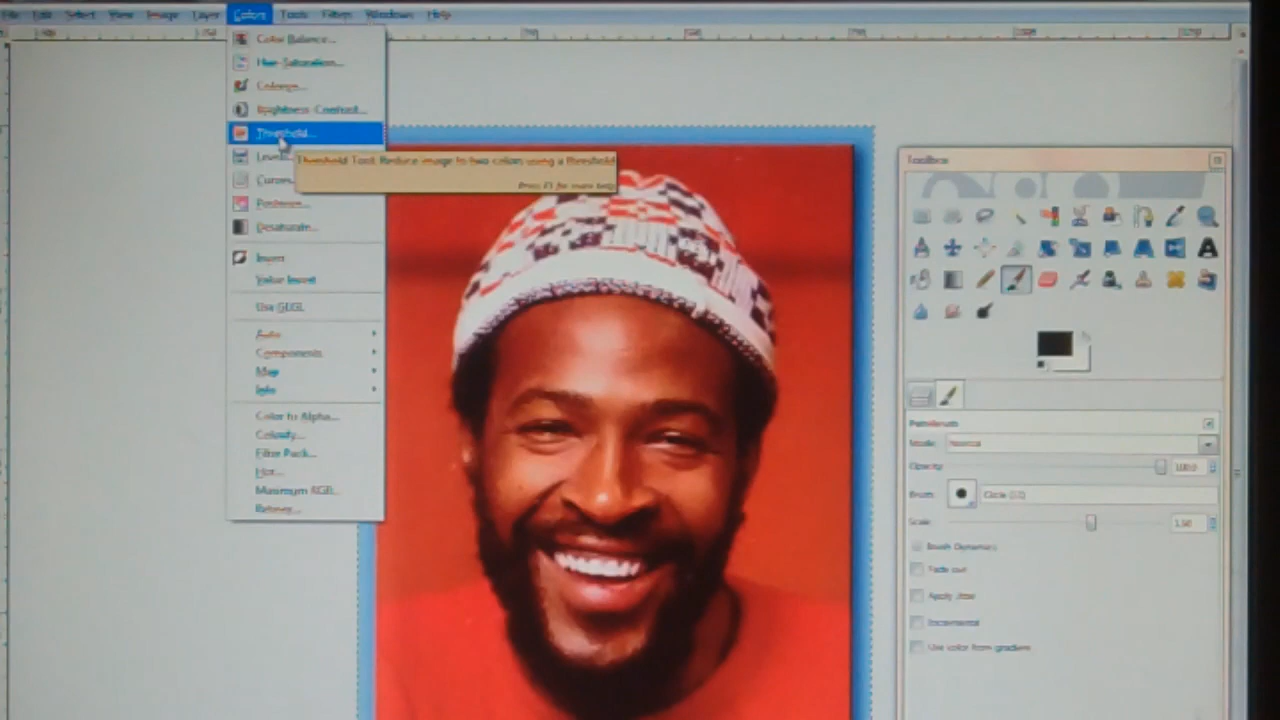 File Edit Select View Image Layer Colors Tools Filters Windows Help
Color Balance...
Hue-Saturation...
Colorize...
Brightness-Contrast...
Threshold...
Levels...
Threshold Tool: Reduce image to two colors using a threshold
Press F1 for more help
Curves...
Posterize...
Desaturate...
Invert
Value Invert
Use GEGL
Auto
Components
Map
Info
Color to Alpha...
Colorify...
Filter Pack...
Hot...
Maximum RGB...
Retinex...
Toolbox
Paintbrush
Mode: Normal
Opacity: 100.0
Brush: Circle (11)
Scale: 1.00
Brush Dynamics
Fade out
Apply Jitter
Incremental
Use color from gradient